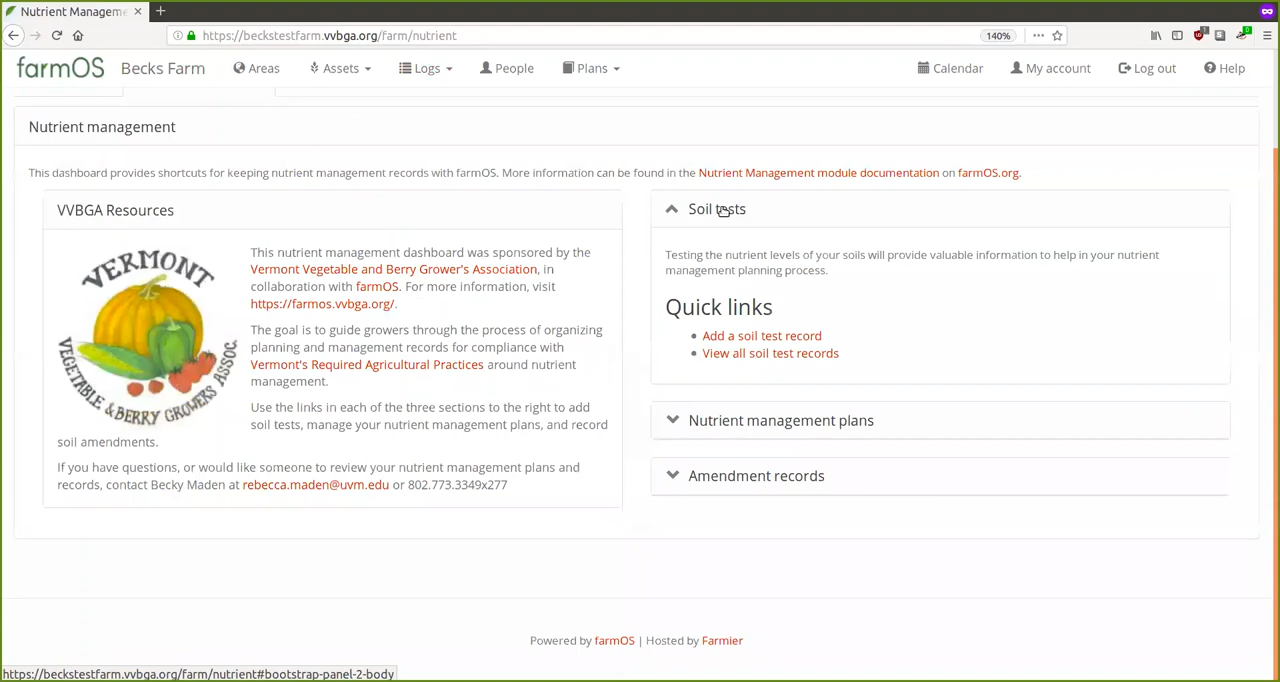 Nutrient Manageme
https://beckstestfarm.vvbga.org/farm/nutrient
140%
farmOS
Becks Farm
Areas
Assets
Logs
People
Plans
Calendar
My account
Log out
Help
Nutrient management
This dashboard provides shortcuts for keeping nutrient management records with farmOS. More information can be found in the Nutrient Management module documentation on farmOS.org.
VVBGA Resources
VERMONT
VEGETABLE & BERRY GROWERS ASSOC.
This nutrient management dashboard was sponsored by the
Vermont Vegetable and Berry Grower's Association, in
collaboration with farmOS. For more information, visit
https://farmos.vvbga.org/.
The goal is to guide growers through the process of organizing
planning and management records for compliance with
Vermont's Required Agricultural Practices around nutrient
management.
Use the links in each of the three sections to the right to add
soil tests, manage your nutrient management plans, and record
soil amendments.
If you have questions, or would like someone to review your nutrient management plans and
records, contact Becky Maden at rebecca.maden@uvm.edu or 802.773.3349x277
Soil tests
Testing the nutrient levels of your soils will provide valuable information to help in your nutrient
management planning process.
Quick links
Add a soil test record
View all soil test records
Nutrient management plans
Amendment records
Powered by farmOS | Hosted by Farmier
https://beckstestfarm.vvbga.org/farm/nutrient#bootstrap-panel-2-body